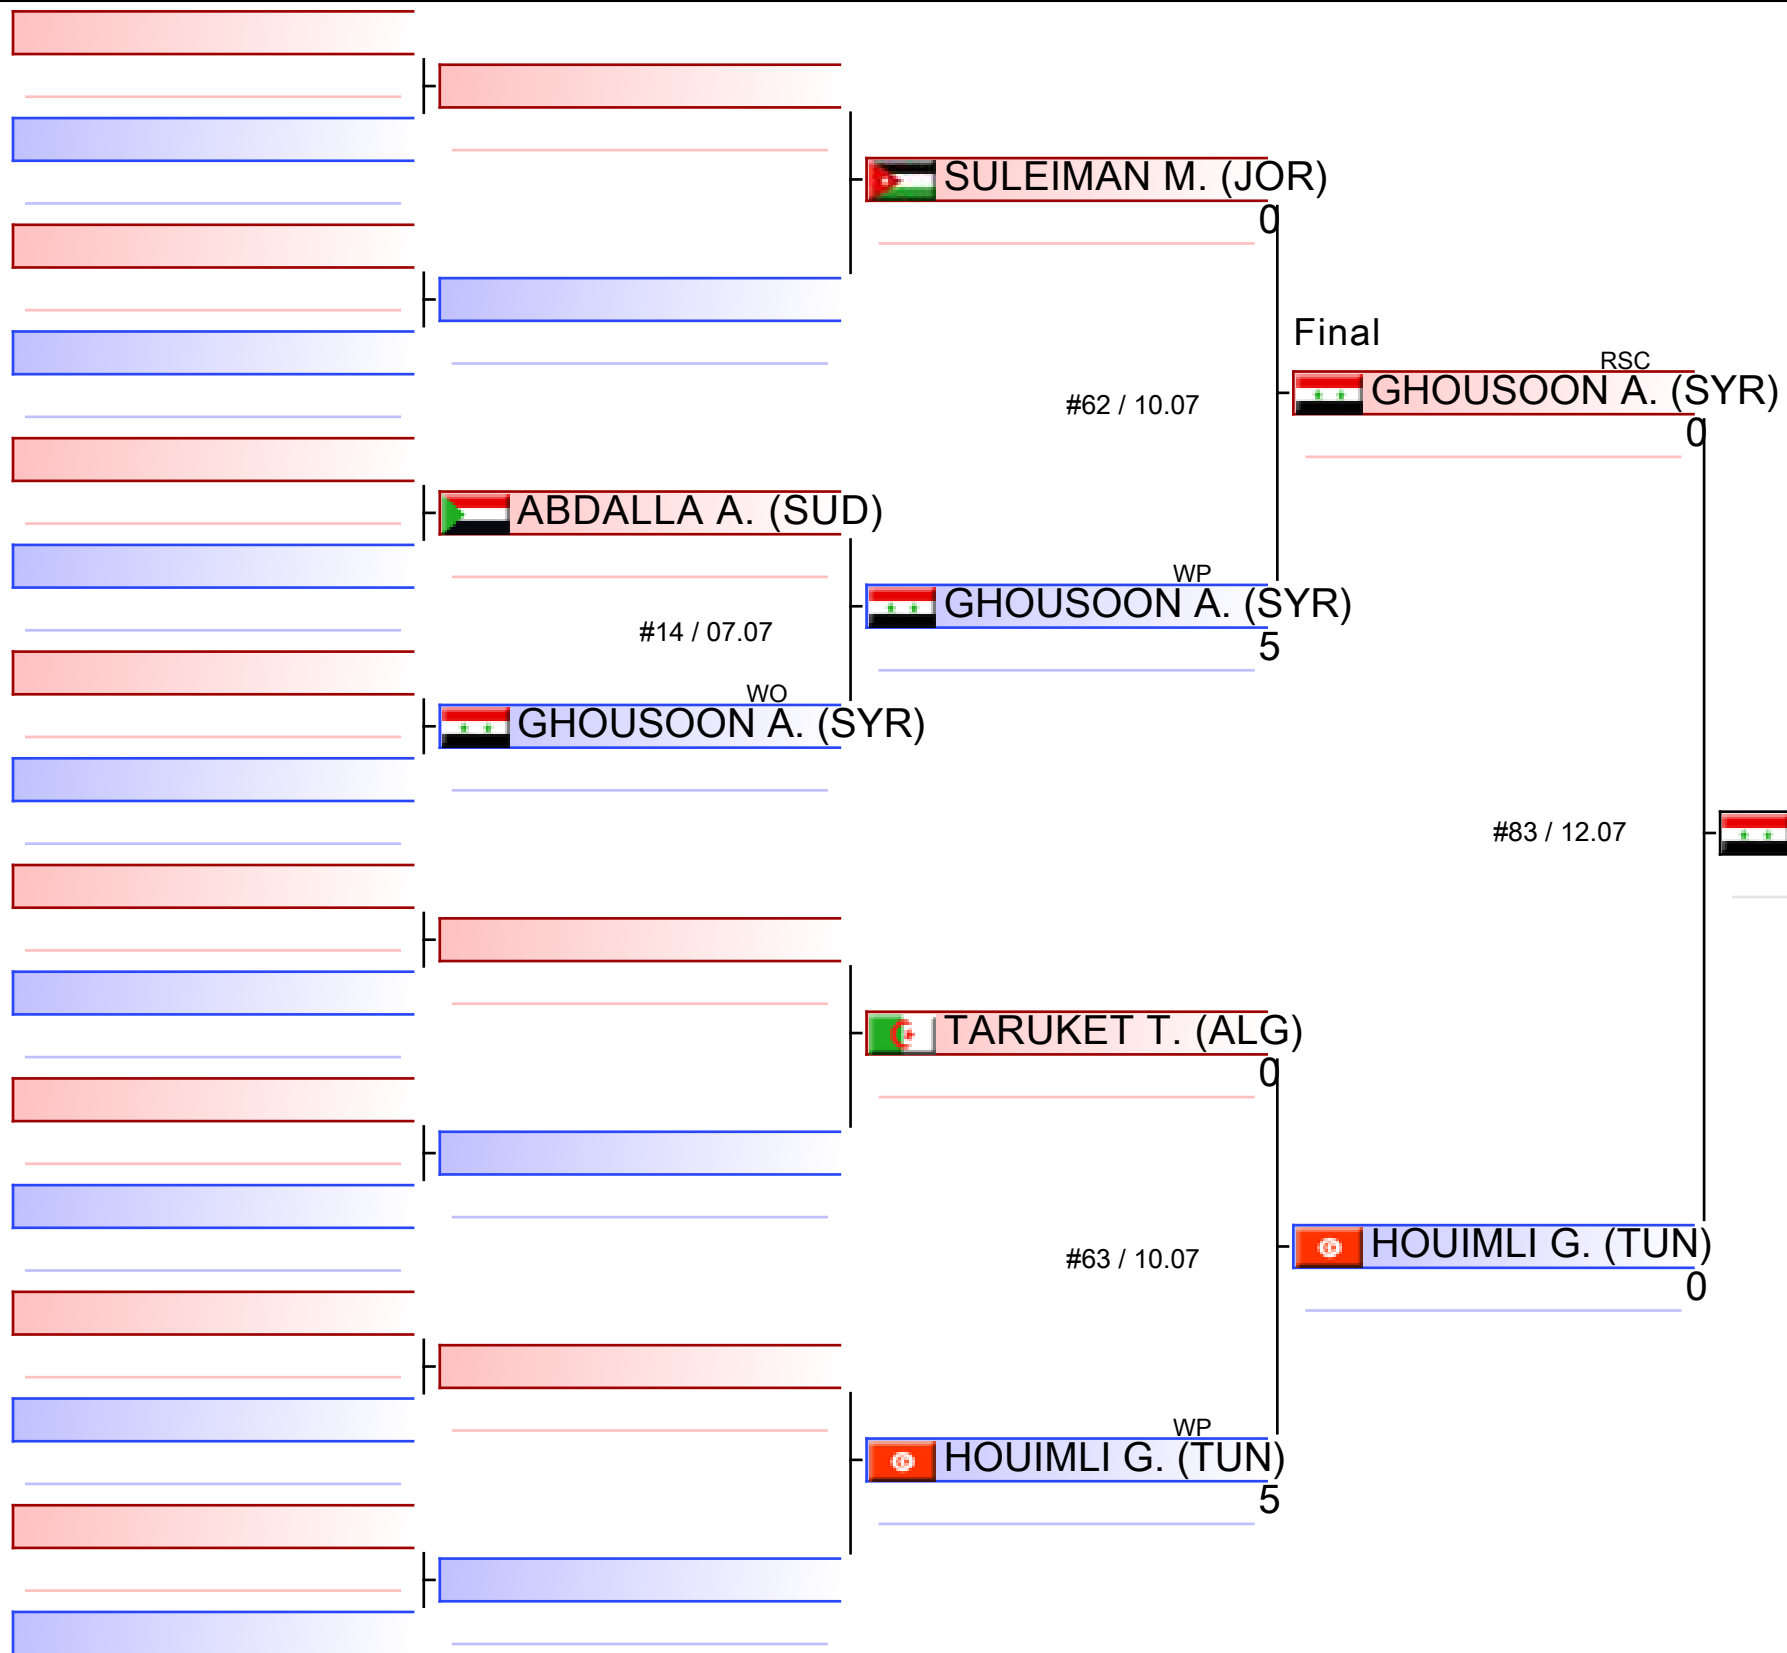 SULEIMAN M. (JOR)
0
Final
RSC
GHOUSOON A. (SYR)
0
#62 / 10.07
ABDALLA A. (SUD)
WP
GHOUSOON A. (SYR)
5
#14 / 07.07
WO
GHOUSOON A. (SYR)
#83 / 12.07
TARUKET T. (ALG)
0
#63 / 10.07
HOUIMLI G. (TUN)
0
WP
HOUIMLI G. (TUN)
5